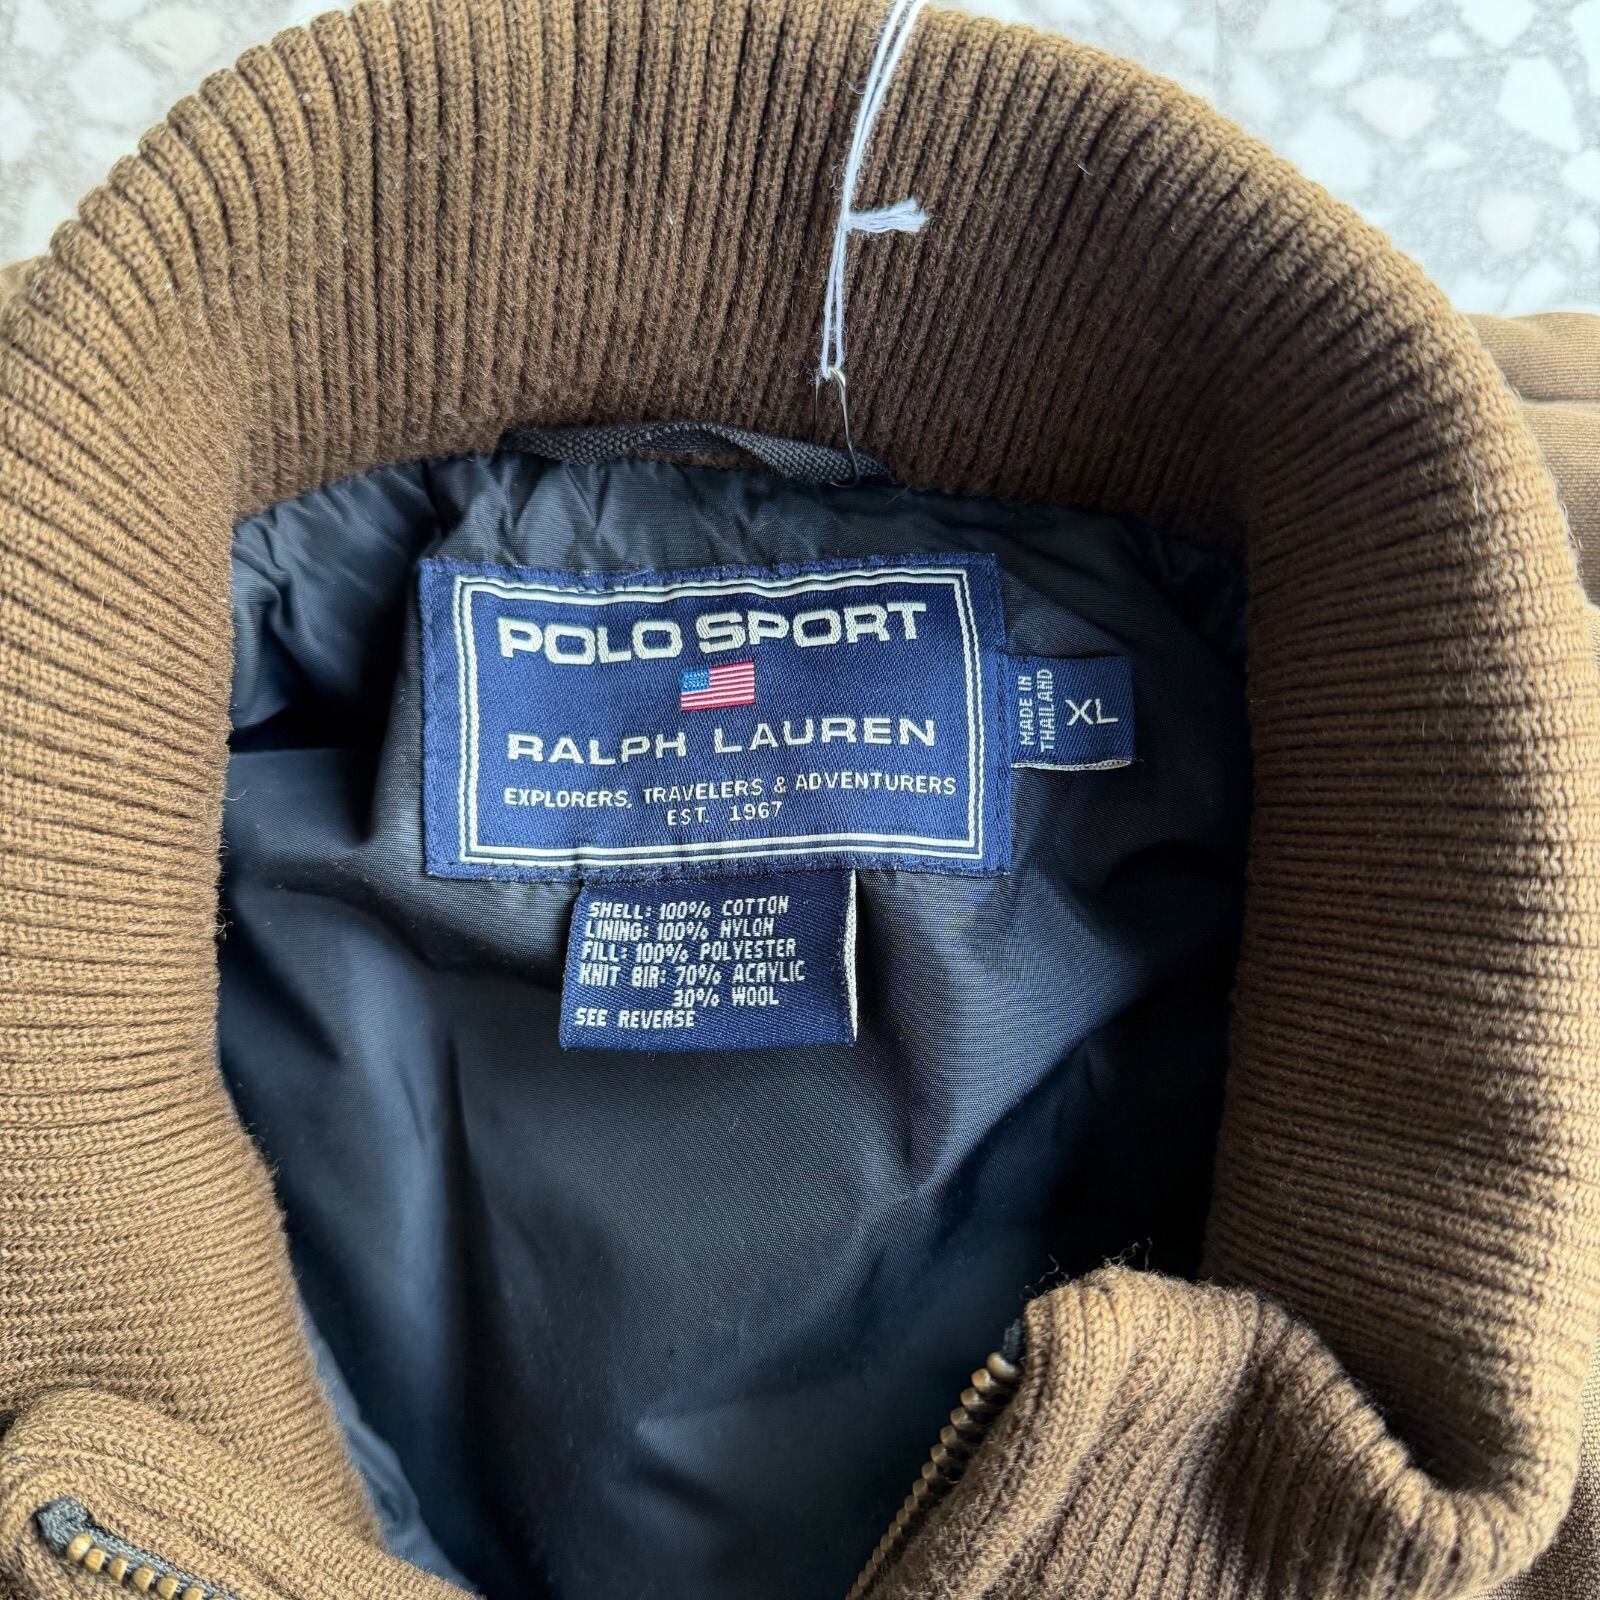 POLO SPORT
RALPH LAUREN
EXPLORERS, TRAVELERS & ADVENTURERS
EST. 1967
MADE IN
THAILAND
XL
SHELL: 100% COTTON
LINING: 100% NYLON
FILL: 100% POLYESTER
KNIT BIR: 70% ACRYLIC
30% WOOL
SEE REVERSE